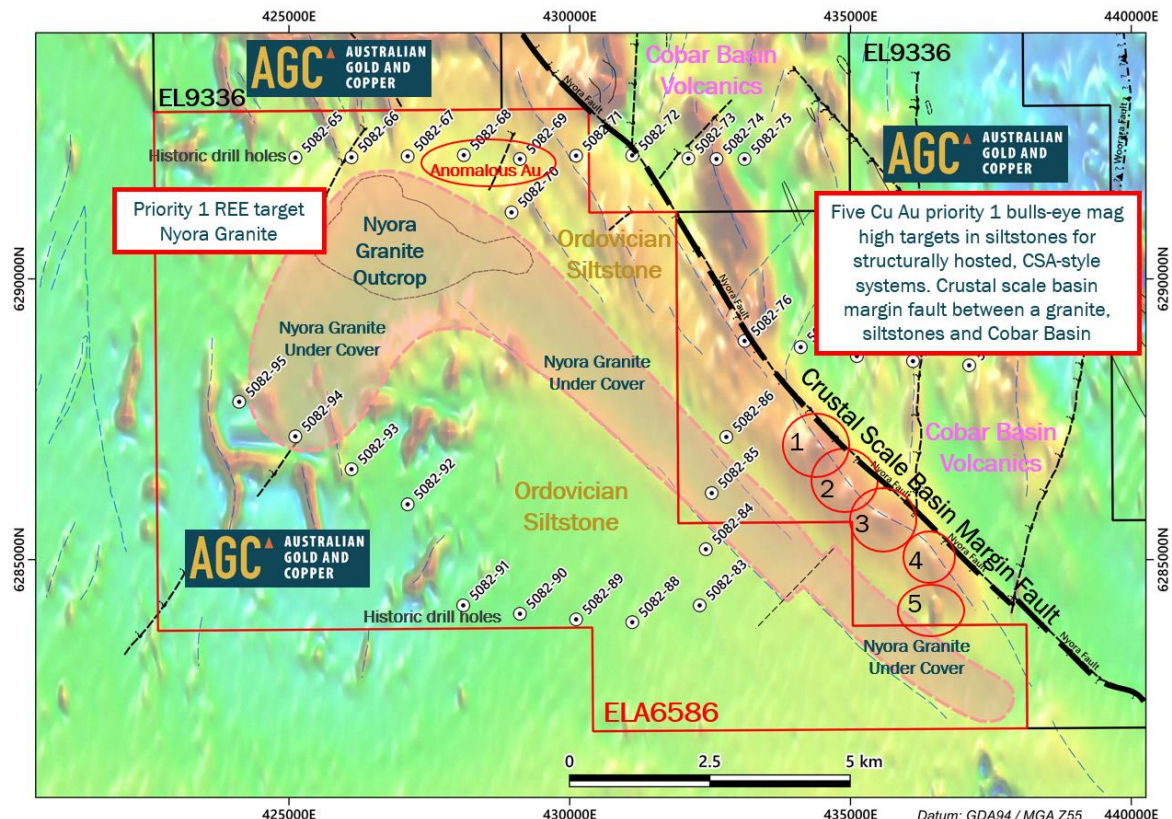 425000E
430000E
435000E
440000E
AGC
AUSTRALIAN
GOLD AND
COPPER
EL9336
Cobar Basin
Volcanics
EL9336
Nyora Fault
Woorara Fault
Historic drill holes
5082-65
5082-66
5082-67
5082-68
5082-69
5082-71
5082-72
5082-73
5082-74
5082-75
Anomalous Au
5082-70
AGC
AUSTRALIAN
GOLD AND
COPPER
Priority 1 REE target
Nyora Granite
Five Cu Au priority 1 bulls-eye mag
high targets in siltstones for
structurally hosted, CSA-style
systems. Crustal scale basin
margin fault between a granite,
siltstones and Cobar Basin
Nyora
Granite
Outcrop
Ordovician
Siltstone
6290000N
6290000N
Nyora Fault
5082-76
Nyora Granite
Under Cover
Nyora Granite
Under Cover
5082-95
5082-94
5082-93
5082-92
5082-86
5082-85
5082-84
5082-83
Crustal Scale Basin Margin Fault
Cobar Basin
Volcanics
1
2
3
4
5
Nyora Fault
Nyora Fault
Nyora Fault
Ordovician
Siltstone
AGC
AUSTRALIAN
GOLD AND
COPPER
6285000N
6285000N
5082-91
5082-90
5082-89
5082-88
Historic drill holes
Nyora Granite
Under Cover
ELA6586
0
2.5
5 km
425000E
430000E
435000E
440000E
Datum: GDA94 / MGA Z55